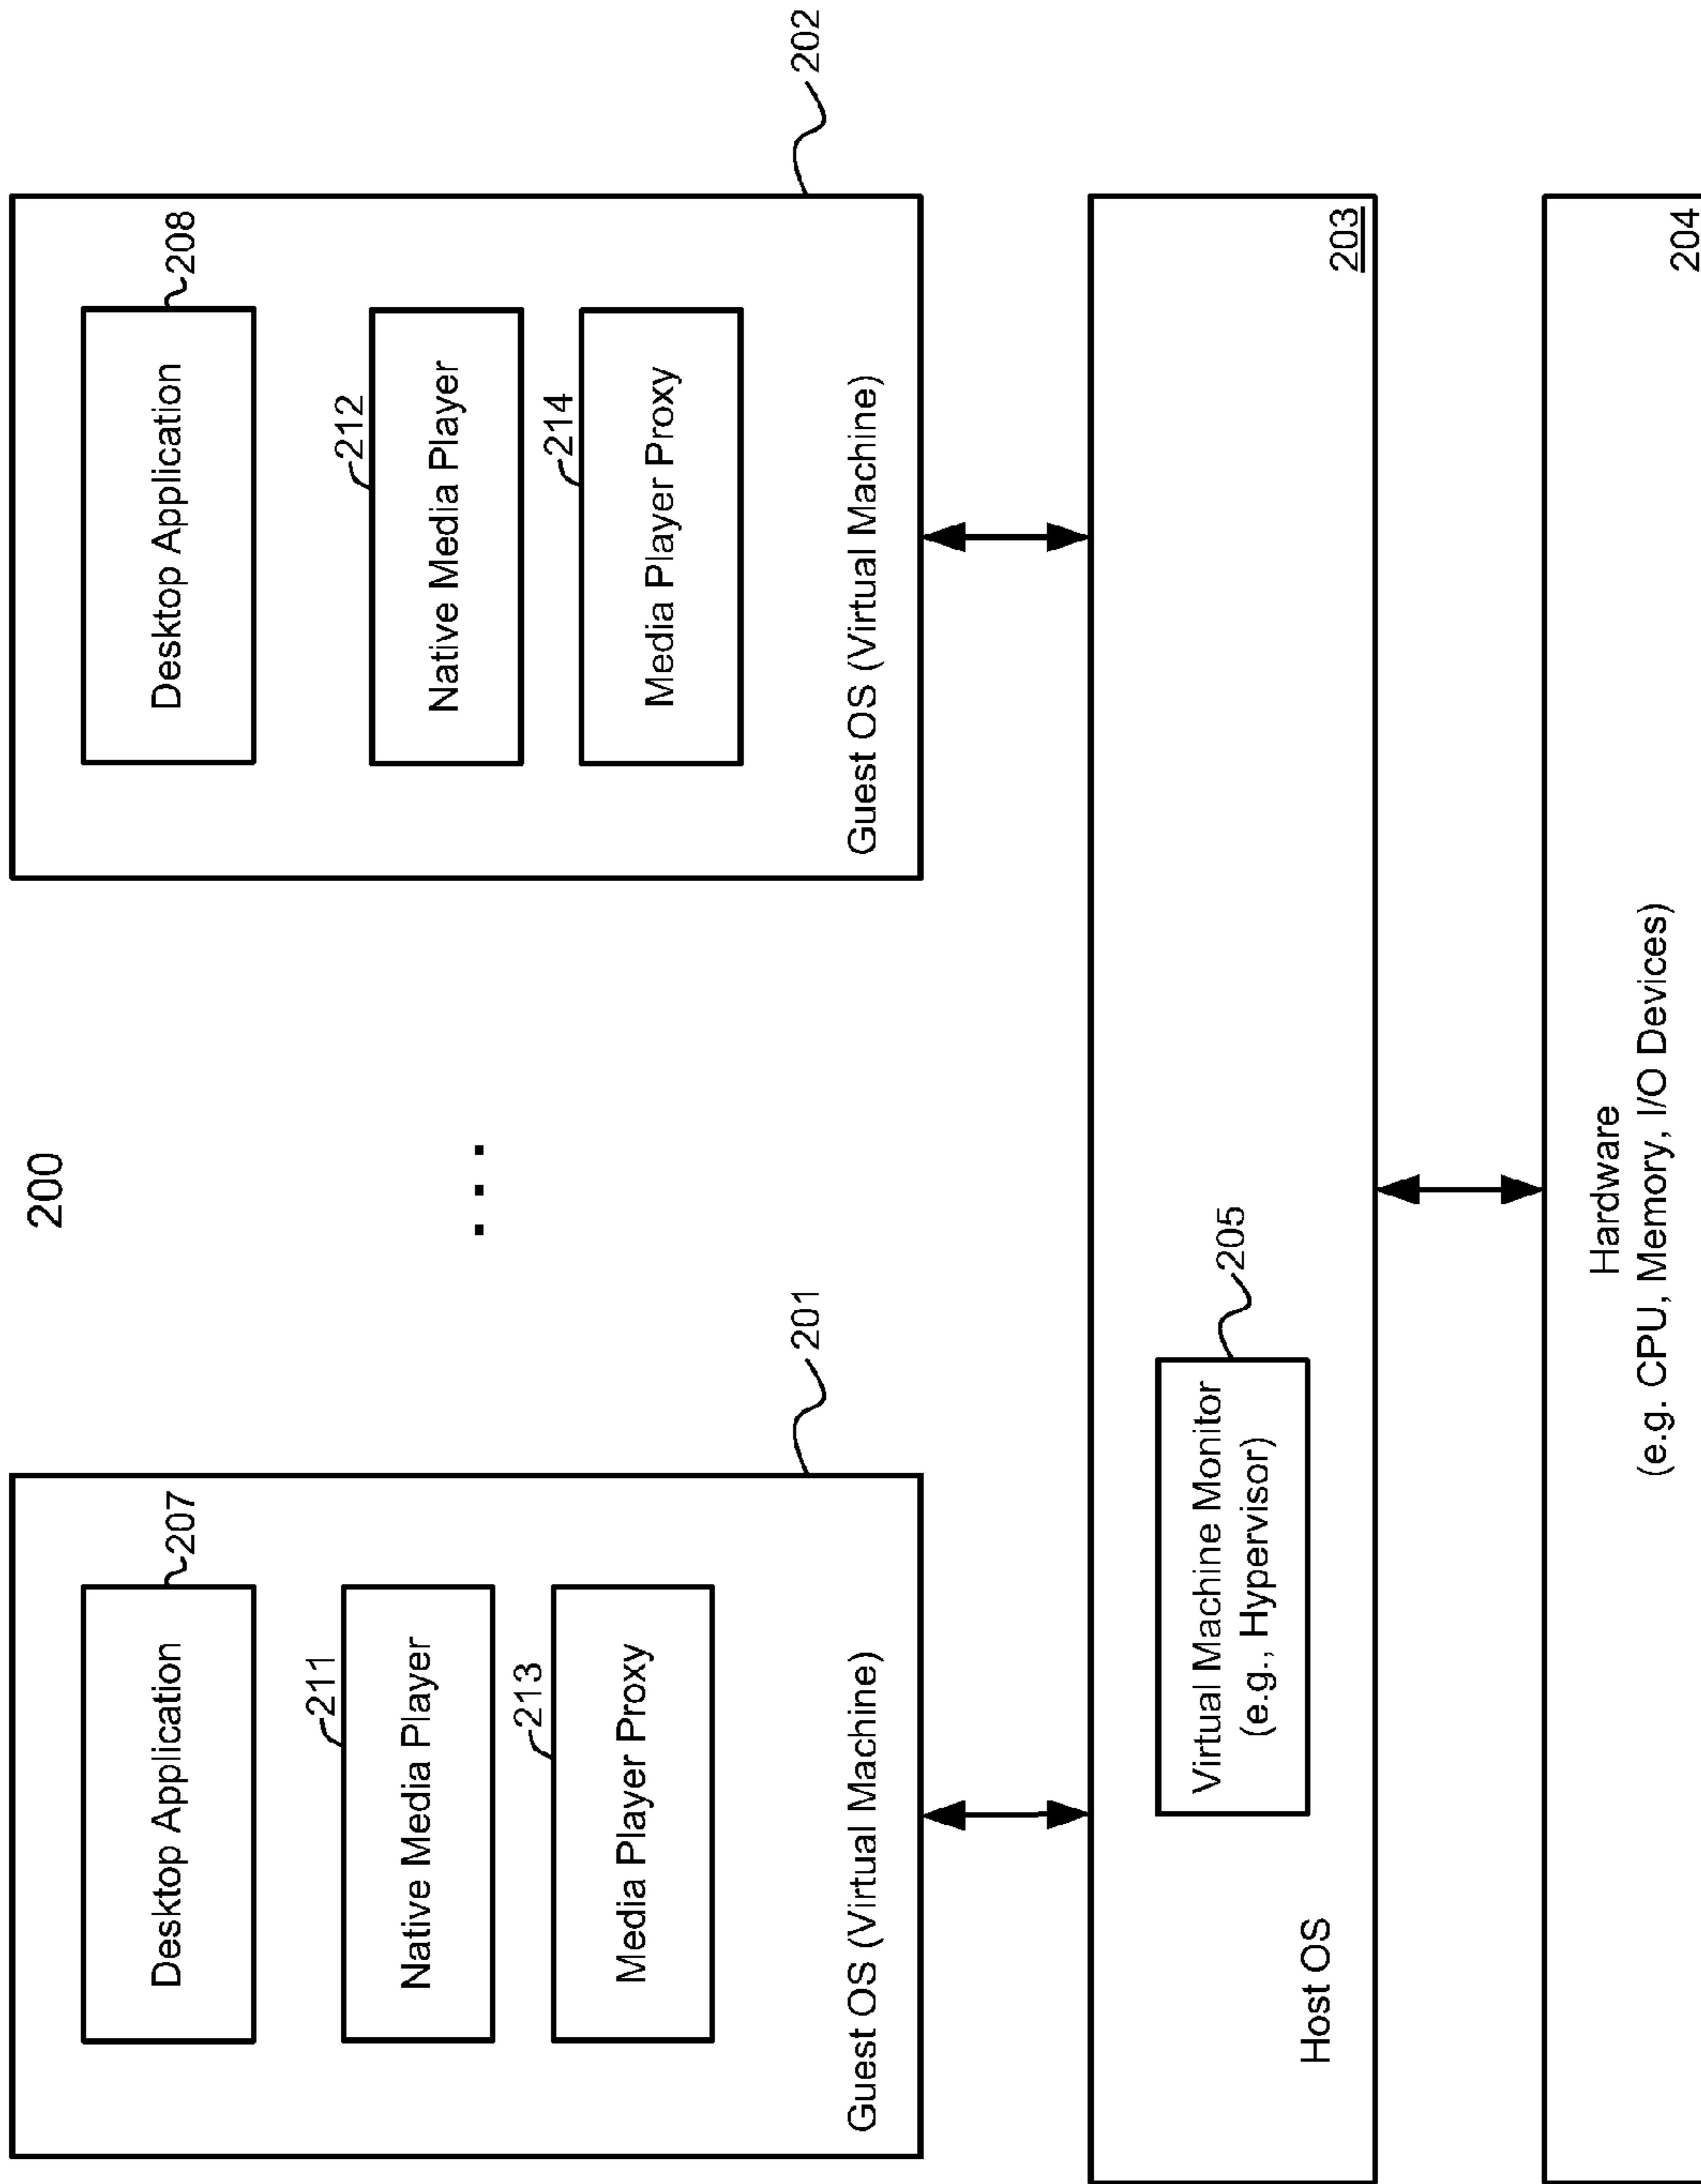 200
207
Desktop Application
211
Native Media Player
213
Media Player Proxy
Guest OS (Virtual Machine)
201
. . .
208
Desktop Application
212
Native Media Player
214
Media Player Proxy
Guest OS (Virtual Machine)
202
Virtual Machine Monitor
(e.g., Hypervisor)
205
Host OS
203
Hardware
(e.g. CPU, Memory, I/O Devices)
204